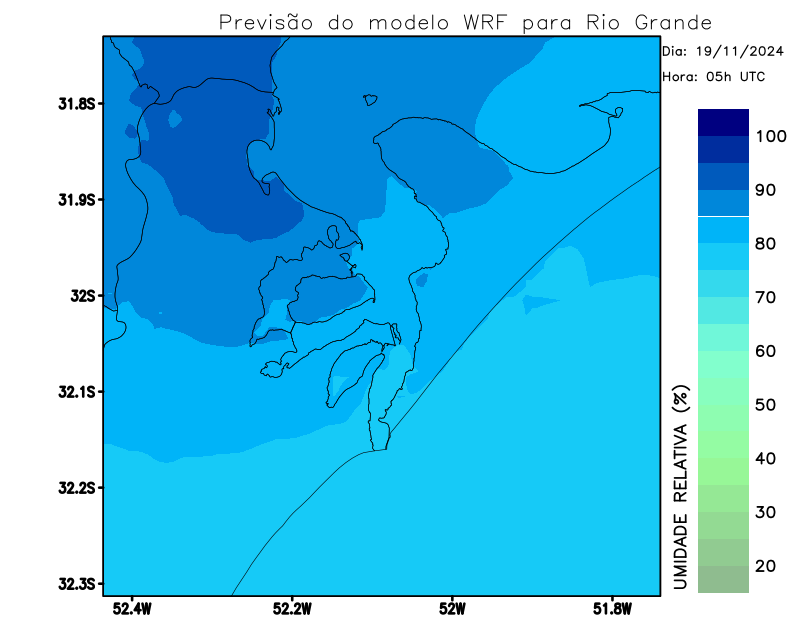 Previsão do modelo WRF para Rio Grande
Dia: 19/11/2024
Hora: 05h UTC
31.8S
31.9S
32S
32.1S
32.2S
32.3S
52.4W
52.2W
52W
51.8W
100
90
80
70
60
50
40
30
20
UMIDADE RELATIVA (%)